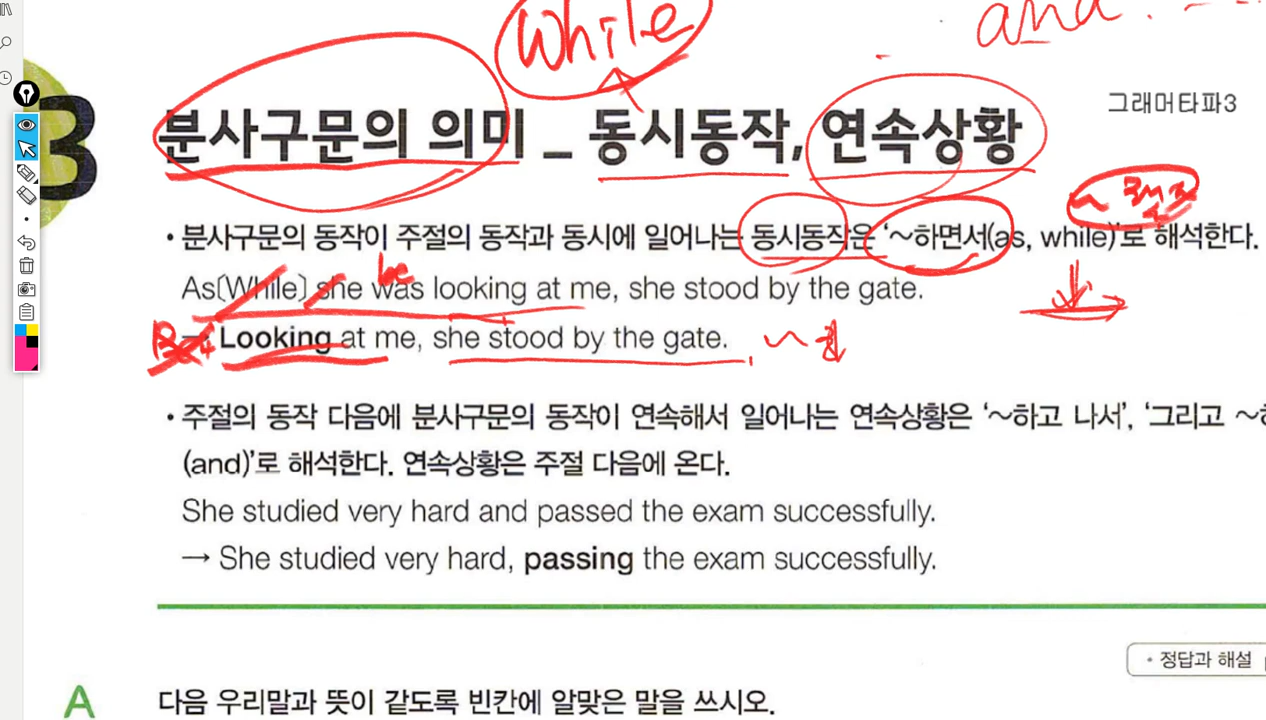 while
and.
3
분사구문의 의미 _ 동시동작, 연속상황
그래머타파3
• 분사구문의 동작이 주절의 동작과 동시에 일어나는 동시동작은 '~하면서(as, while)'로 해석한다.
be
As(While) she was looking at me, she stood by the gate.
→ Looking at me, she stood by the gate.
• 주절의 동작 다음에 분사구문의 동작이 연속해서 일어나는 연속상황은 '~하고 나서', '그리고 ~하
(and)'로 해석한다. 연속상황은 주절 다음에 온다.
She studied very hard and passed the exam successfully.
→ She studied very hard, passing the exam successfully.
• 정답과 해설
A 다음 우리말과 뜻이 같도록 빈칸에 알맞은 말을 쓰시오.